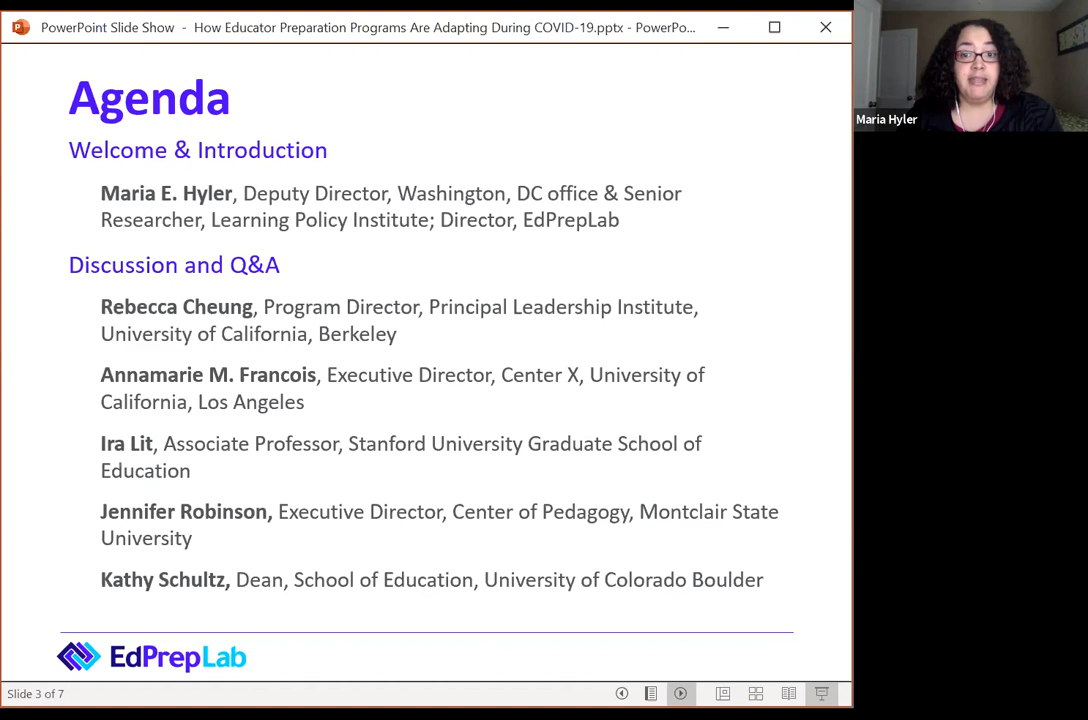 PowerPoint Slide Show - How Educator Preparation Programs Are Adapting During COVID-19.pptx - PowerPo...
Maria Hyler
Agenda
Welcome & Introduction
Maria E. Hyler, Deputy Director, Washington, DC office & Senior
Researcher, Learning Policy Institute; Director, EdPrepLab
Discussion and Q&A
Rebecca Cheung, Program Director, Principal Leadership Institute,
University of California, Berkeley
Annamarie M. Francois, Executive Director, Center X, University of
California, Los Angeles
Ira Lit, Associate Professor, Stanford University Graduate School of
Education
Jennifer Robinson, Executive Director, Center of Pedagogy, Montclair State
University
Kathy Schultz, Dean, School of Education, University of Colorado Boulder
EdPrepLab
Slide 3 of 7